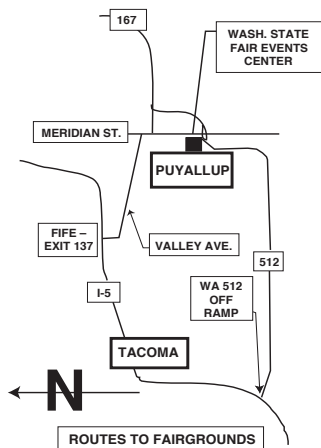 167
WASH. STATE
FAIR EVENTS
CENTER
MERIDIAN ST.
PUYALLUP
FIFE –
EXIT 137
VALLEY AVE.
512
I-5
WA 512
OFF
RAMP
TACOMA
N
ROUTES TO FAIRGROUNDS